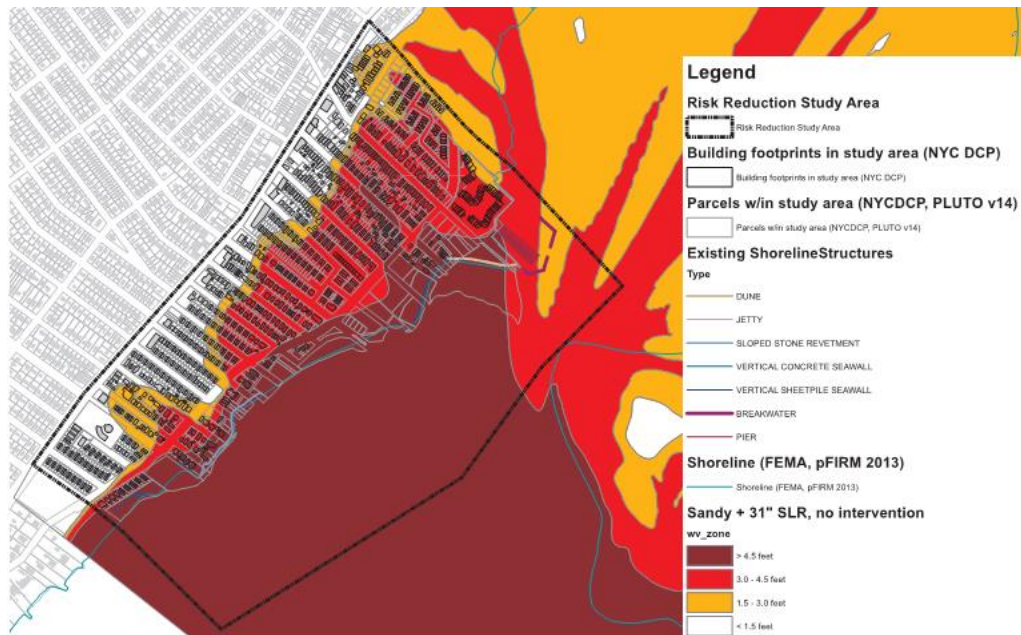 Legend
Risk Reduction Study Area
Risk Reduction Study Area
Building footprints in study area (NYC DCP)
Building footprints in study area (NYC DCP)
Parcels w/in study area (NYCDCP, PLUTO v14)
Parcels w/in study area (NYCDCP, PLUTO v14)
Existing ShorelineStructures
Type
DUNE
JETTY
SLOPED STONE REVETMENT
VERTICAL CONCRETE SEAWALL
VERTICAL SHEETPILE SEAWALL
BREAKWATER
PIER
Shoreline (FEMA, pFIRM 2013)
Shoreline (FEMA, pFIRM 2013)
Sandy + 31" SLR, no intervention
wv_zone
> 4.5 feet
3.0 - 4.5 feet
1.5 - 3.0 feet
< 1.5 feet